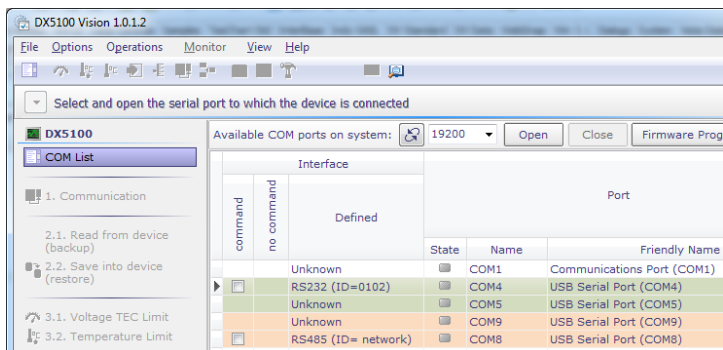 DX5100 Vision 1.0.1.2
File Options Operations Monitor View Help
Select and open the serial port to which the device is connected
DX5100
COM List
1. Communication
2.1. Read from device
(backup)
2.2. Save into device
(restore)
3.1. Voltage TEC Limit
3.2. Temperature Limit
Available COM ports on system: 19200 Open Close Firmware Prog
Interface
command
no command
Defined
Port
State Name Friendly Name
Unknown COM1 Communications Port (COM1)
RS232 (ID=0102) COM4 USB Serial Port (COM4)
Unknown COM5 USB Serial Port (COM5)
Unknown COM9 USB Serial Port (COM9)
RS485 (ID= network) COM8 USB Serial Port (COM8)